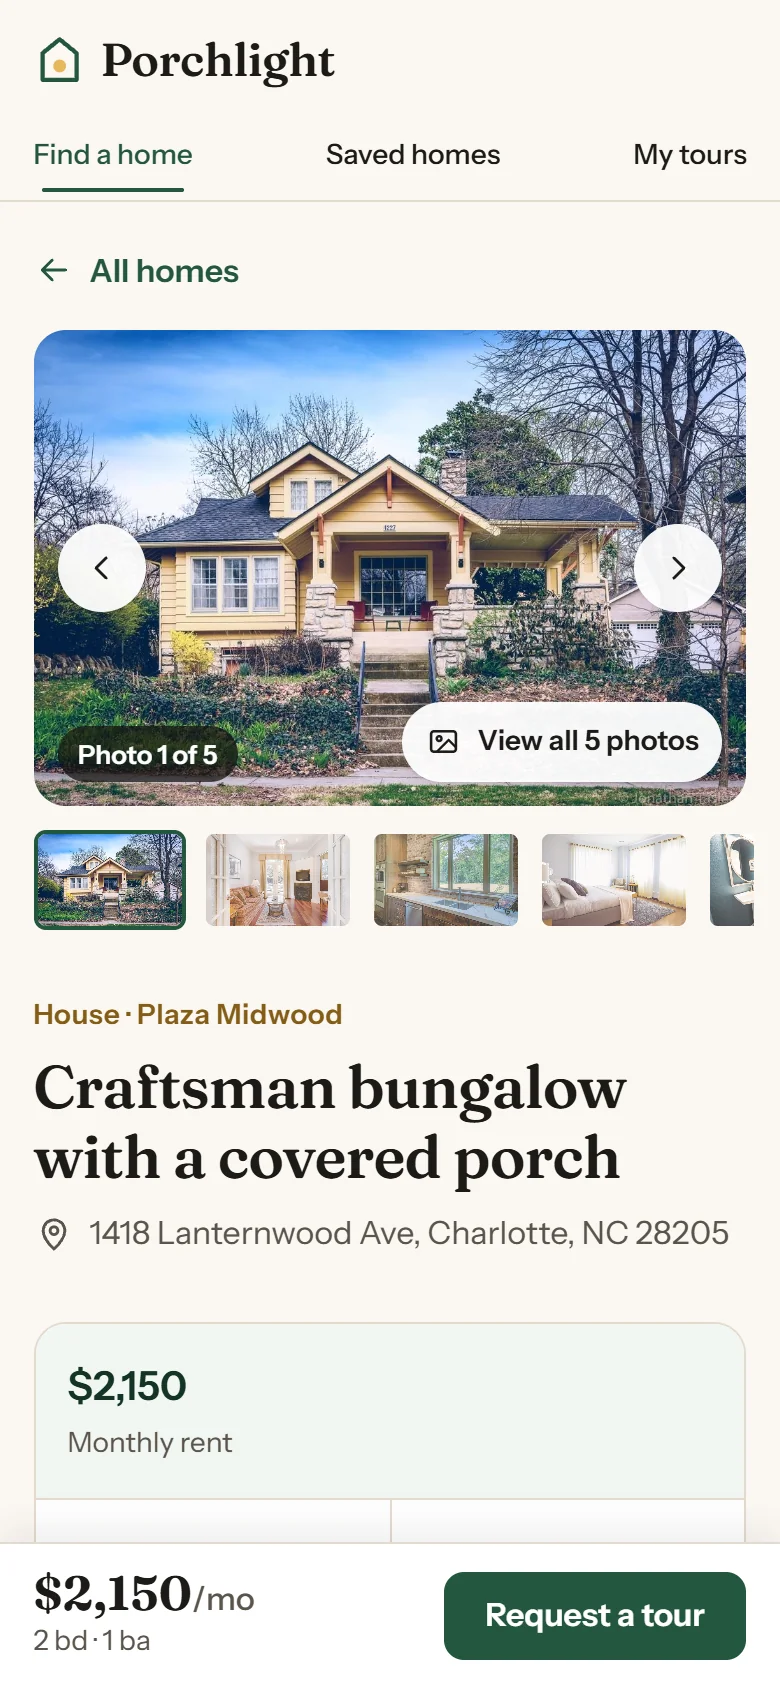 Porchlight
Find a home
Saved homes
My tours
All homes
1227
View all 5 photos
Photo 1 of 5
House · Plaza Midwood
Craftsman bungalow
with a covered porch
1418 Lanternwood Ave, Charlotte, NC 28205
$2,150
Monthly rent
$2,150/mo
2 bd · 1 ba
Request a tour